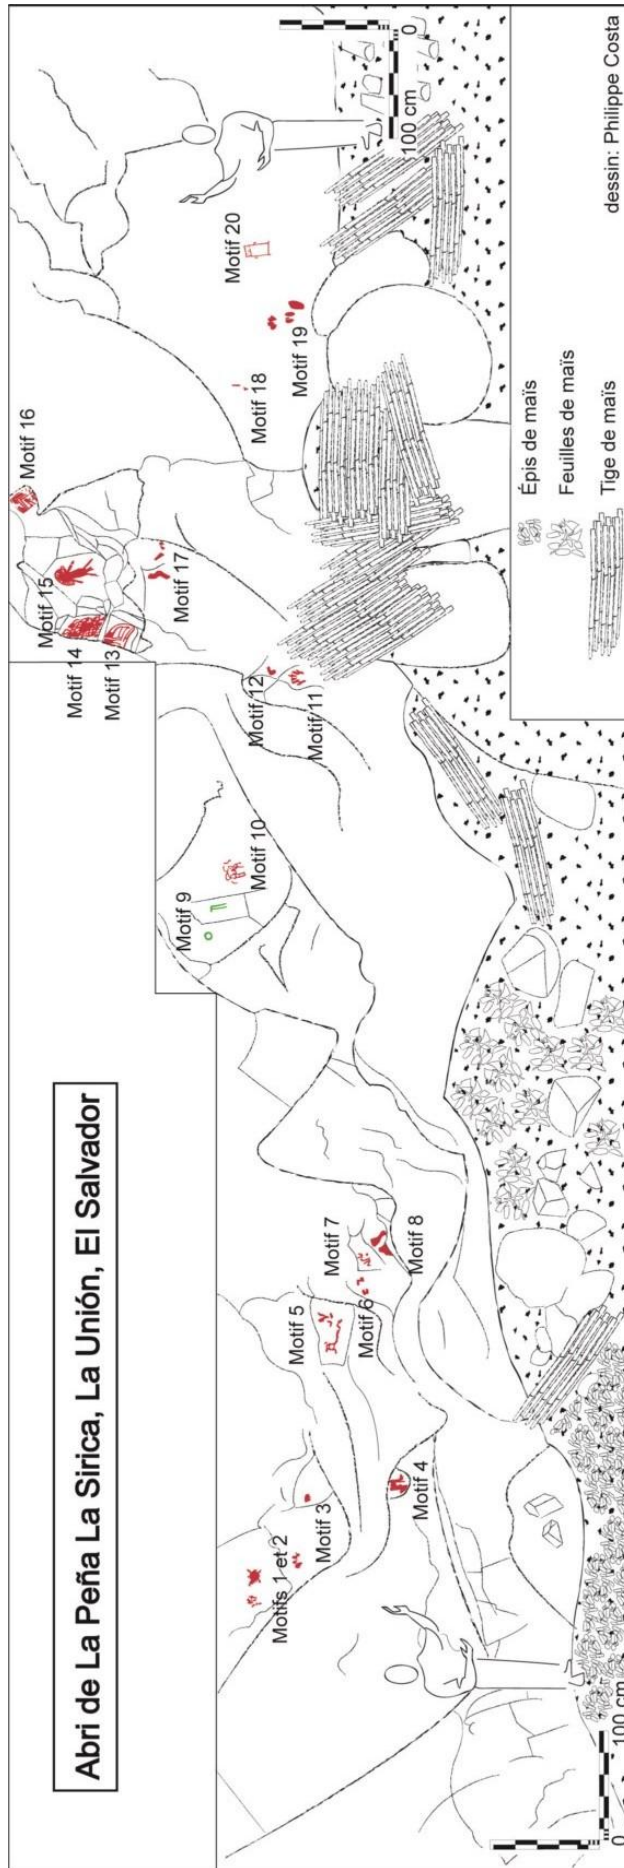 Abri de La Peña La Sirica, La Unión, El Salvador
Motifs 1 et 2
Motif 3
Motif 4
Motif 5
Motif 6
Motif 7
Motif 8
Motif 9
Motif 10
Motif 11
Motif 12
Motif 13
Motif 14
Motif 15
Motif 16
Motif 17
Motif 18
Motif 19
Motif 20
0
100 cm
100 cm
0
Épis de maïs
Feuilles de maïs
Tige de maïs
dessin: Philippe Costa